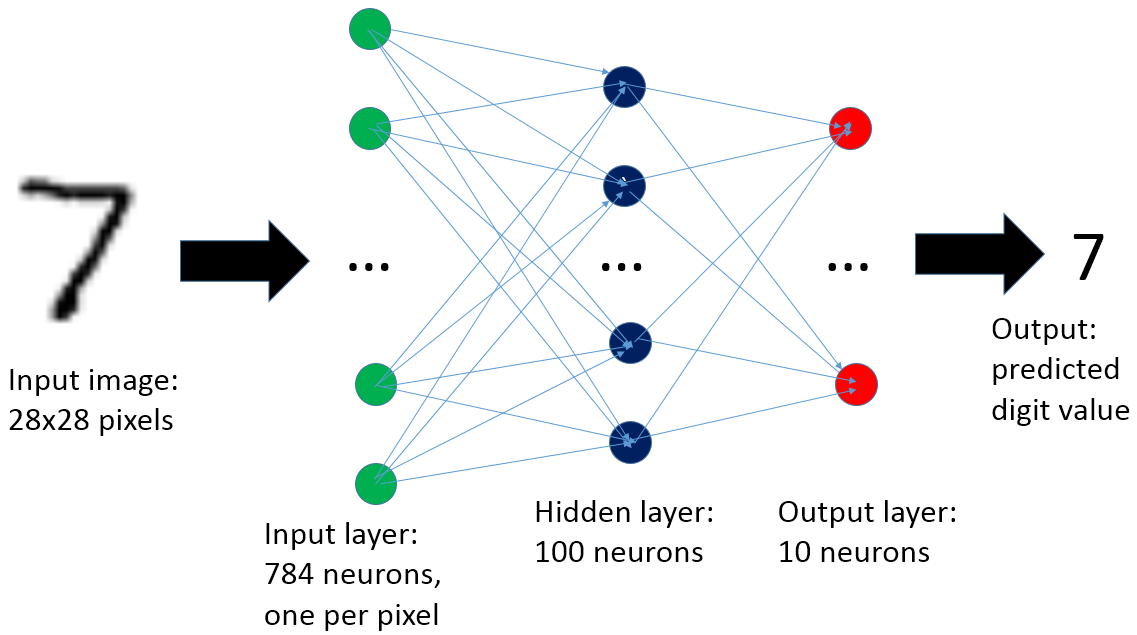 7
...
...
...
7
Input image:
28x28 pixels
Input layer:
784 neurons,
one per pixel
Hidden layer:
100 neurons
Output layer:
10 neurons
Output:
predicted
digit value